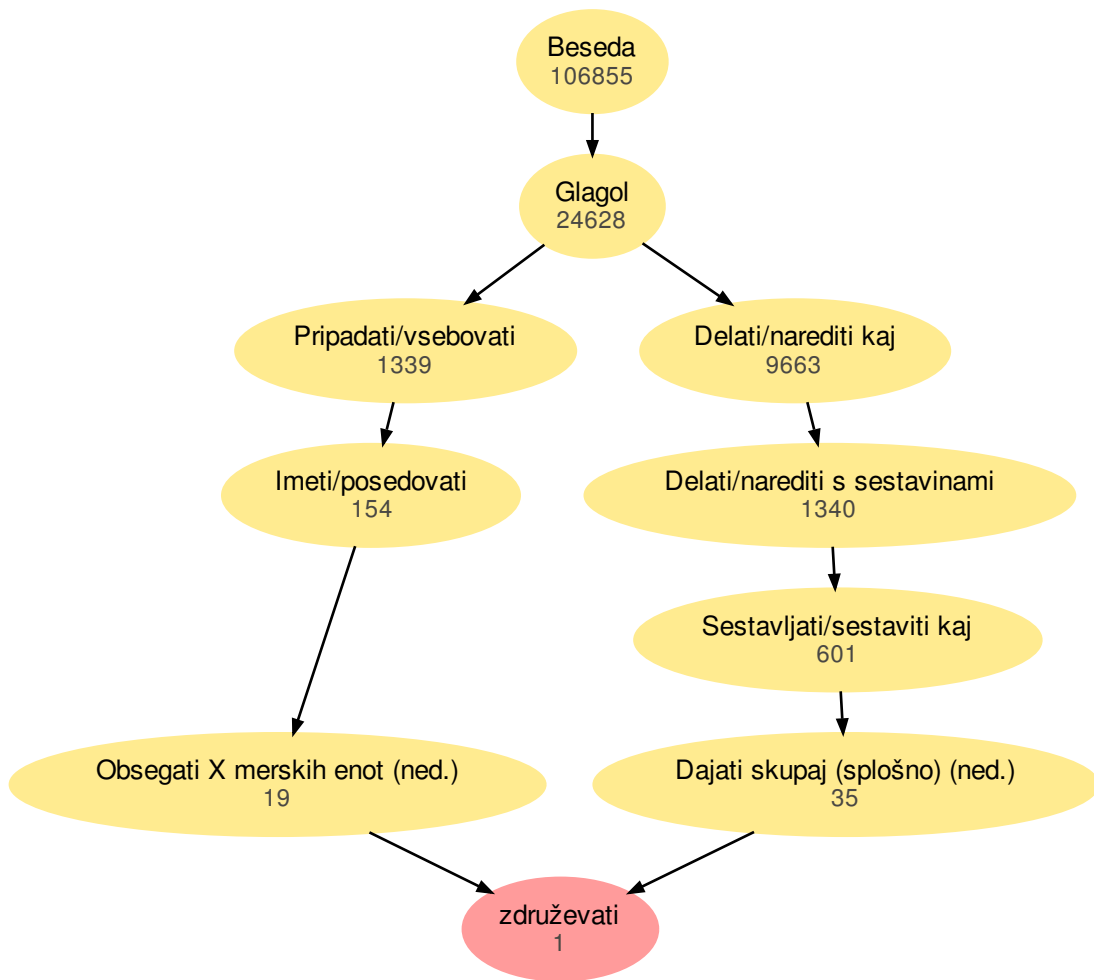 Beseda
106855
Glagol
24628
Pripadati/vsebovati
1339
Delati/narediti kaj
9663
Imeti/posedovati
154
Delati/narediti s sestavinami
1340
Sestavljati/sestaviti kaj
601
Obsegati X merskih enot (ned.)
19
Dajati skupaj (splošno) (ned.)
35
združevati
1